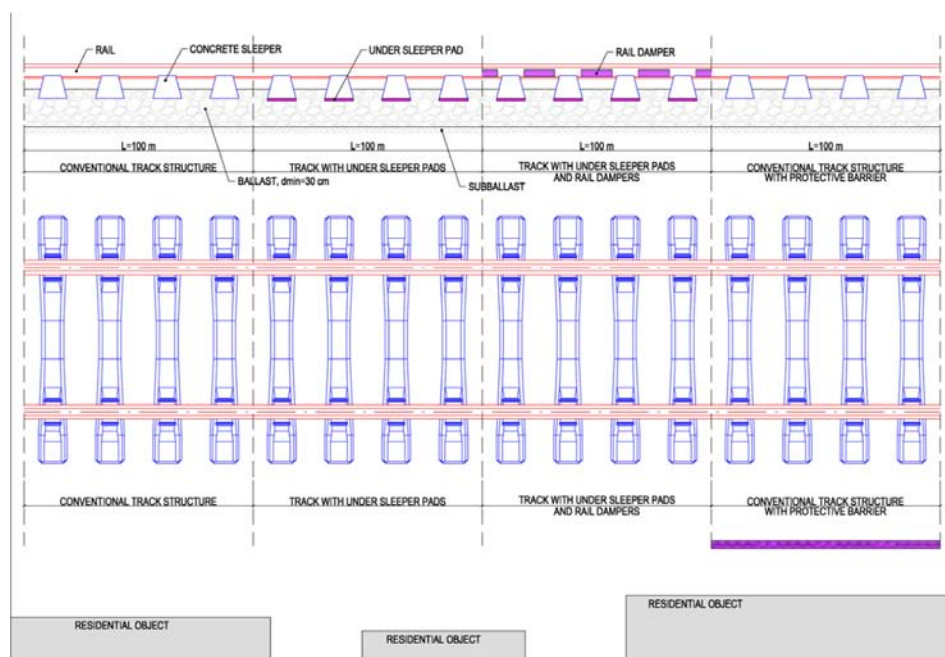 RAIL
CONCRETE SLEEPER
UNDER SLEEPER PAD
RAIL DAMPER
L=100 m
L=100 m
L=100 m
L=100 m
CONVENTIONAL TRACK STRUCTURE
TRACK WITH UNDER SLEEPER PADS
TRACK WITH UNDER SLEEPER PADS
AND RAIL DAMPERS
CONVENTIONAL TRACK STRUCTURE
WITH PROTECTIVE BARRIER
BALLAST, dmin=30 cm
SUBBALLAST
CONVENTIONAL TRACK STRUCTURE
TRACK WITH UNDER SLEEPER PADS
TRACK WITH UNDER SLEEPER PADS
AND RAIL DAMPERS
CONVENTIONAL TRACK STRUCTURE
WITH PROTECTIVE BARRIER
RESIDENTIAL OBJECT
RESIDENTIAL OBJECT
RESIDENTIAL OBJECT